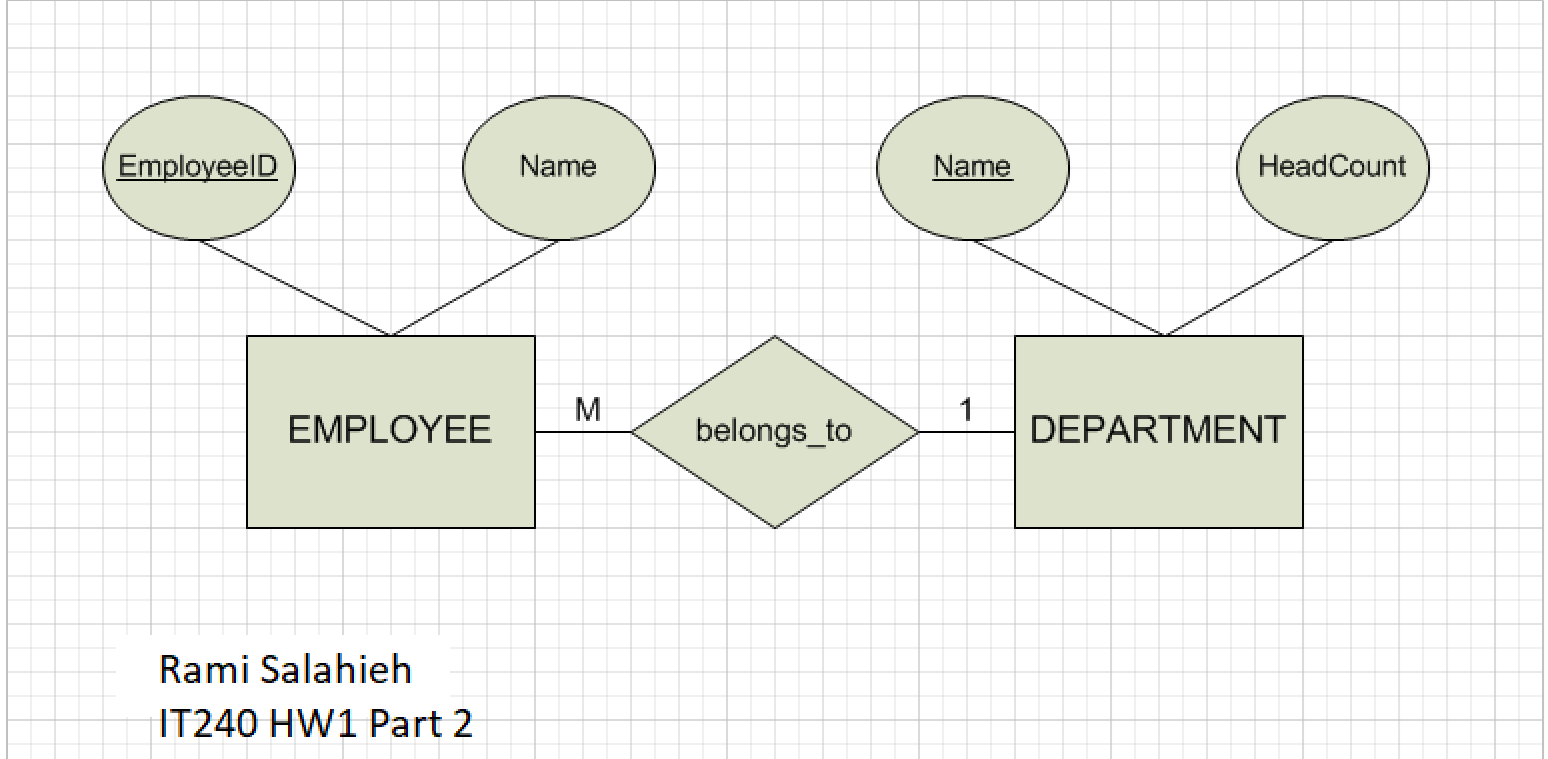 EmployeeID
Name
Name
HeadCount
EMPLOYEE
M
belongs_to
1
DEPARTMENT
Rami Salahieh
IT240 HW1 Part 2